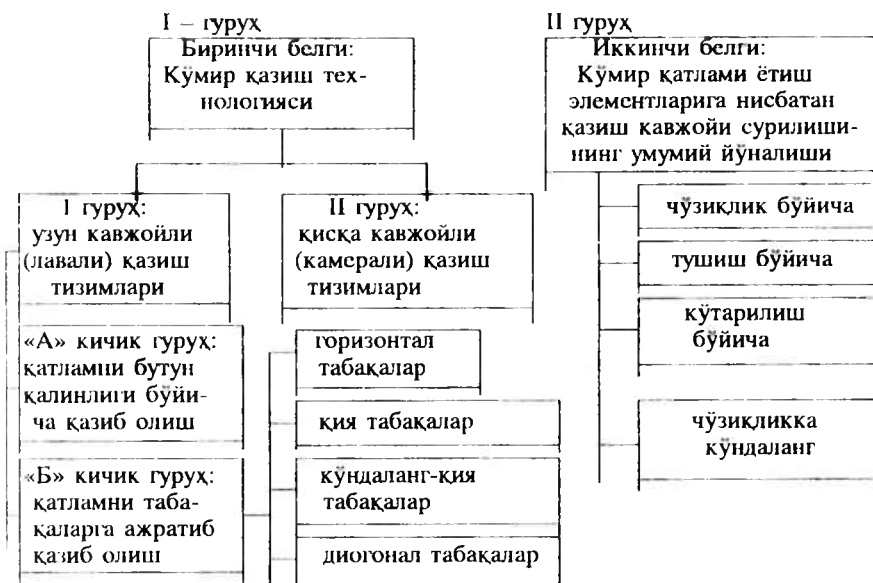 I – гуруҳ
Биринчи белги:
Кўмир қазиш тех-
нологияси
II гуруҳ
Иккинчи белги:
Кўмир қатлами ётиш
элементларига нисбатан
қазиш кавжойи сурилиши-
нинг умумий йўналиши
I гуруҳ:
узун кавжойли
(лавали) қазиш
тизимлари
II гуруҳ:
қисқа кавжойли
(камерали) қазиш
тизимлари
чўзиқлик бўйича
тушиш бўйича
кўтарилиш
бўйича
чўзиқликка
кўндаланг
«А» кичик гуруҳ:
қатламни бутун
қалинлиги бўйи-
ча қазиб олиш
«Б» кичик гуруҳ:
қатламни таба-
қаларга ажратиб
қазиб олиш
горизонтал
табақалар
қия табақалар
кўндаланг-қия
табақалар
диогонал табақалар